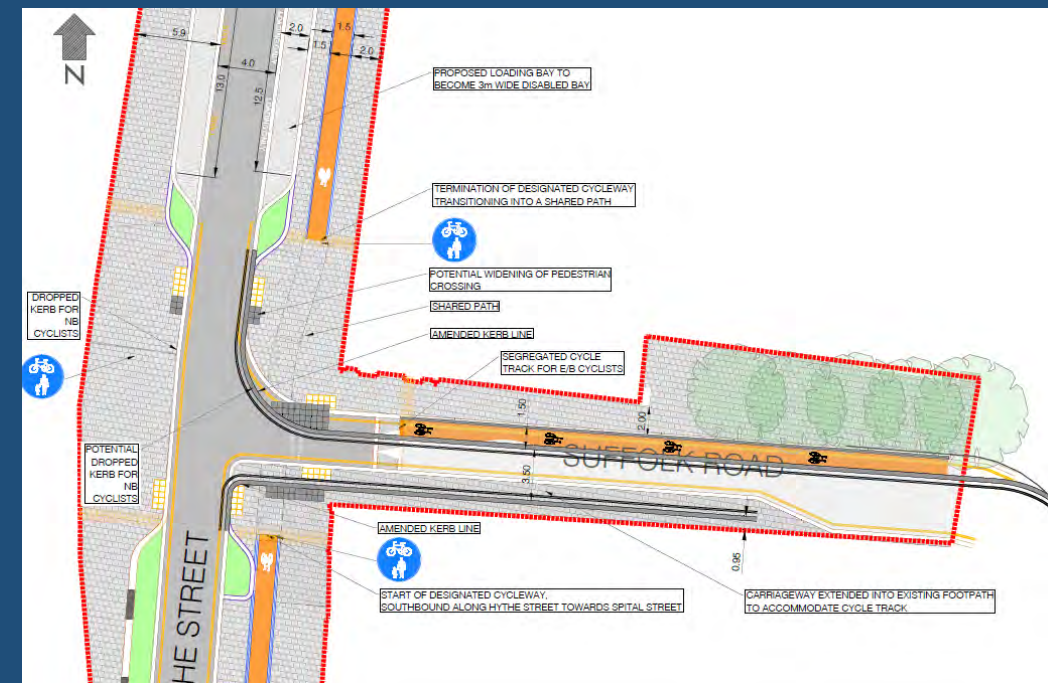 5.9
2.0
1.5
1.5
2.0
4.0
13.0
12.5
N
PROPOSED LOADING BAY TO
BECOME 3m WIDE DISABLED BAY
TERMINATION OF DESIGNATED CYCLEWAY
TRANSITIONING INTO A SHARED PATH
POTENTIAL WIDENING OF PEDESTRIAN
CROSSING
DROPPED
KERB FOR
NB
CYCLISTS
SHARED PATH
AMENDED KERB LINE
SEGREGATED CYCLE
TRACK FOR E/B CYCLISTS
1.50
2.00
SUFFOLK ROAD
3.50
POTENTIAL
DROPPED
KERB FOR
NB
CYCLISTS
AMENDED KERB LINE
0.95
HE STREET
START OF DESIGNATED CYCLEWAY,
SOUTHBOUND ALONG HYTHE STREET TOWARDS SPITAL STREET
CARRIAGEWAY EXTENDED INTO EXISTING FOOTPATH
TO ACCOMMODATE CYCLE TRACK